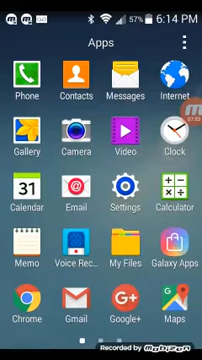 57% 6:14 PM
Apps
Phone Contacts Messages Internet
Gallery Camera Video Clock
31
Calendar Email Settings Calculator
Memo Voice Rec... My Files Galaxy Apps
G+
Chrome Gmail Google+ Maps
Recorded by Mobizen